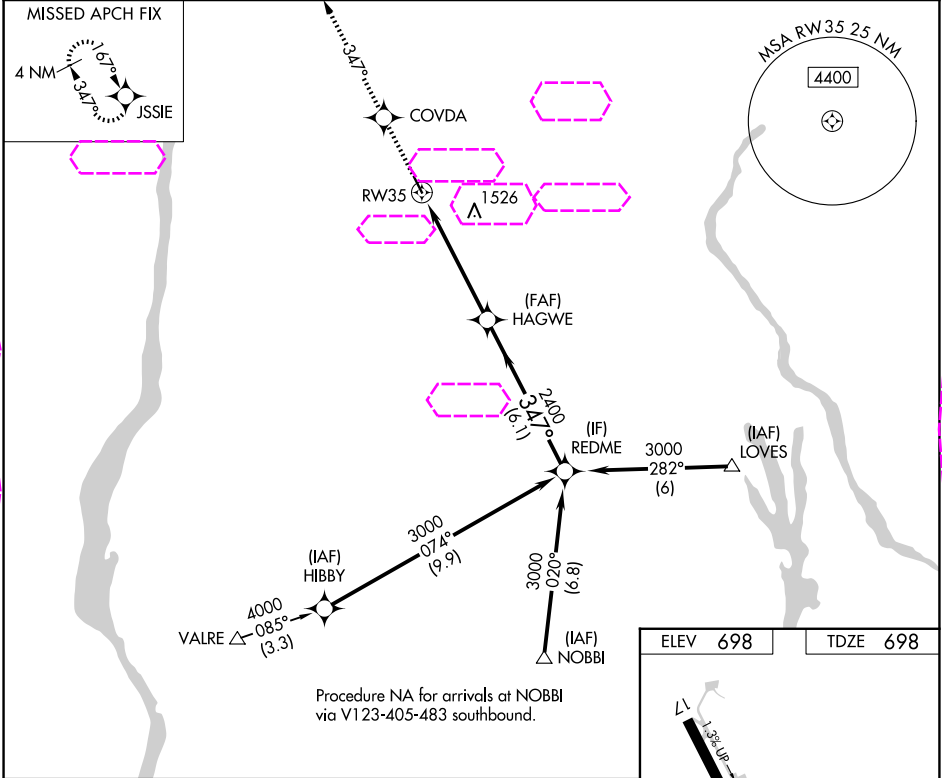 MISSED APCH FIX
4 NM
167°
347°
JSSIE
347°
COVDA
RW35
1526
MSA RW35 25 NM
4400
(FAF)
HAGWE
2400
347°
(6.1)
(IF)
REDME
3000
282°
(6)
(IAF)
LOVES
3000
074°
(9.9)
(IAF)
HIBBY
4000
085°
(3.3)
VALRE
3000
020°
(6.8)
(IAF)
NOBBI
Procedure NA for arrivals at NOBBI
via V123-405-483 southbound.
ELEV 698
TDZE 698
17
1.3% UP